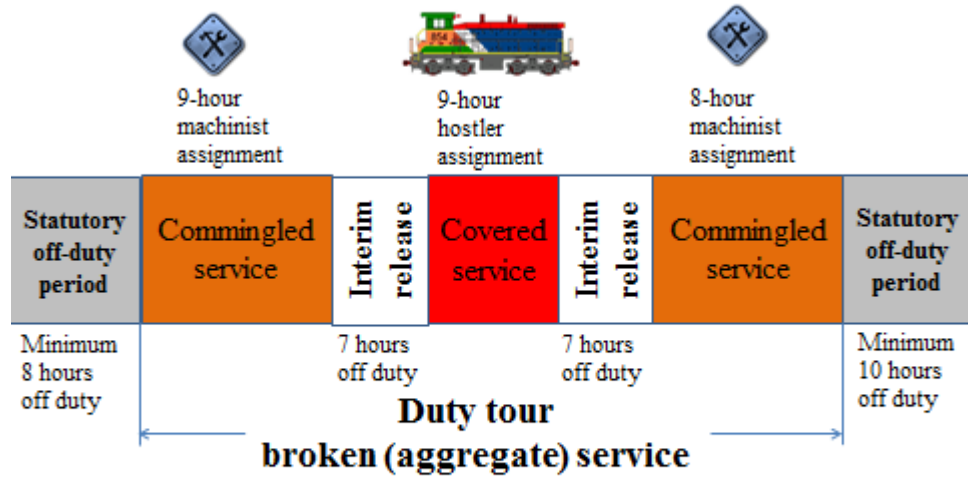 854
9-hour
machinist
assignment
9-hour
hostler
assignment
8-hour
machinist
assignment
Statutory
off-duty
period
Commingled
service
Interim
release
Covered
service
Interim
release
Commingled
service
Statutory
off-duty
period
Minimum
8 hours
off duty
7 hours
off duty
7 hours
off duty
Minimum
10 hours
off duty
Duty tour
broken (aggregate) service